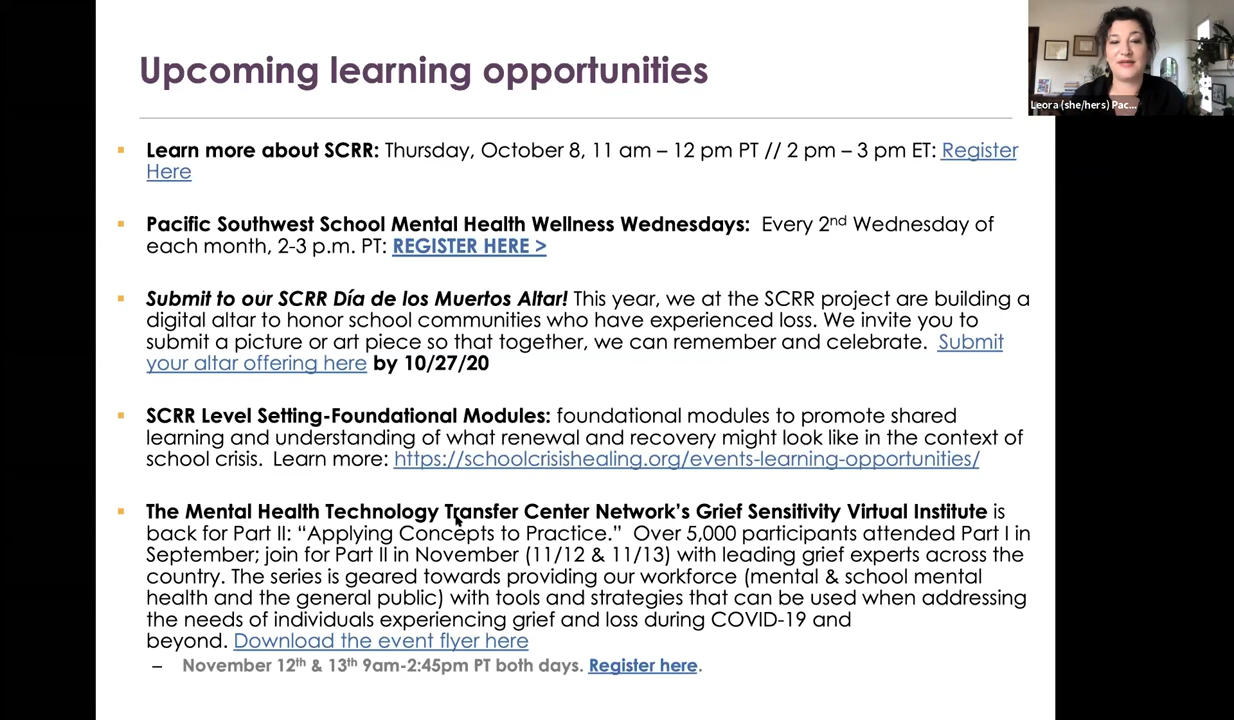 Upcoming learning opportunities
Leora (she/hers) Pac...
▪ Learn more about SCRR: Thursday, October 8, 11 am – 12 pm PT // 2 pm – 3 pm ET: Register
Here
▪ Pacific Southwest School Mental Health Wellness Wednesdays:  Every 2nd Wednesday of
each month, 2-3 p.m. PT: REGISTER HERE >
▪ Submit to our SCRR Día de los Muertos Altar! This year, we at the SCRR project are building a
digital altar to honor school communities who have experienced loss. We invite you to
submit a picture or art piece so that together, we can remember and celebrate.  Submit
your altar offering here by 10/27/20
▪ SCRR Level Setting-Foundational Modules: foundational modules to promote shared
learning and understanding of what renewal and recovery might look like in the context of
school crisis.  Learn more: https://schoolcrisishealing.org/events-learning-opportunities/
▪ The Mental Health Technology Transfer Center Network’s Grief Sensitivity Virtual Institute is
back for Part II: “Applying Concepts to Practice.”  Over 5,000 participants attended Part I in
September; join for Part II in November (11/12 & 11/13) with leading grief experts across the
country. The series is geared towards providing our workforce (mental & school mental
health and the general public) with tools and strategies that can be used when addressing
the needs of individuals experiencing grief and loss during COVID-19 and
beyond. Download the event flyer here
– November 12th & 13th 9am-2:45pm PT both days. Register here.